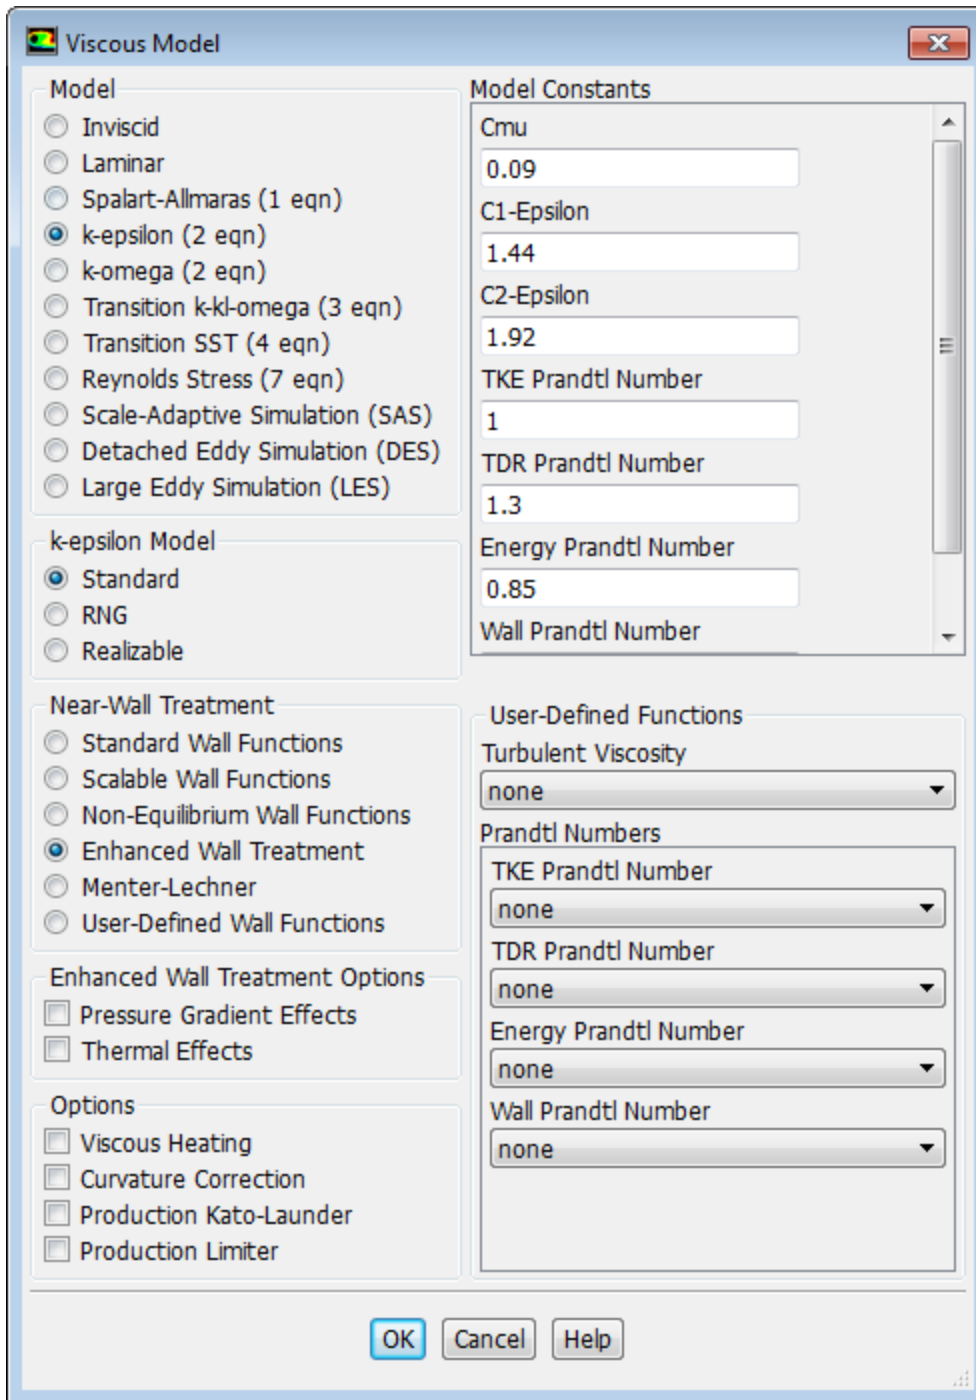 Viscous Model
Model
Inviscid
Laminar
Spalart-Allmaras (1 eqn)
k-epsilon (2 eqn)
k-omega (2 eqn)
Transition k-kl-omega (3 eqn)
Transition SST (4 eqn)
Reynolds Stress (7 eqn)
Scale-Adaptive Simulation (SAS)
Detached Eddy Simulation (DES)
Large Eddy Simulation (LES)
k-epsilon Model
Standard
RNG
Realizable
Near-Wall Treatment
Standard Wall Functions
Scalable Wall Functions
Non-Equilibrium Wall Functions
Enhanced Wall Treatment
Menter-Lechner
User-Defined Wall Functions
Enhanced Wall Treatment Options
Pressure Gradient Effects
Thermal Effects
Options
Viscous Heating
Curvature Correction
Production Kato-Launder
Production Limiter
Model Constants
Cmu
0.09
C1-Epsilon
1.44
C2-Epsilon
1.92
TKE Prandtl Number
1
TDR Prandtl Number
1.3
Energy Prandtl Number
0.85
Wall Prandtl Number
User-Defined Functions
Turbulent Viscosity
none
Prandtl Numbers
TKE Prandtl Number
none
TDR Prandtl Number
none
Energy Prandtl Number
none
Wall Prandtl Number
none
OK Cancel Help